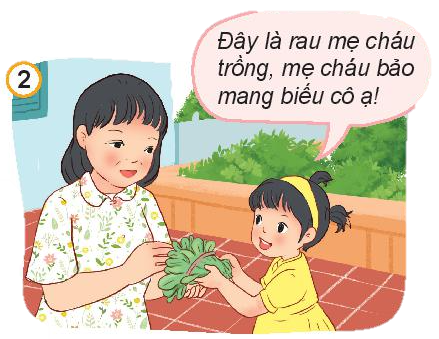 2
Đây là rau mẹ cháu
trồng, mẹ cháu bảo
mang biếu cô ạ!